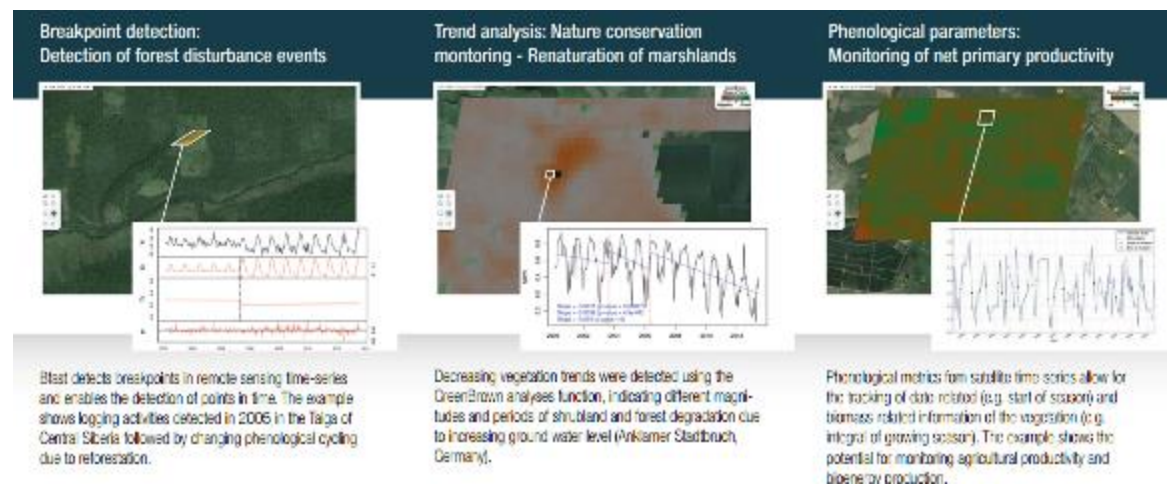 Breakpoint detection:
Detection of forest disturbance events
Bfast detects breakpoints in remote sensing time-series
and enables the detection of points in time. The example
shows logging activities detected in 2005 in the Taiga of
Central Siberia followed by changing phenological cycling
due to reforestation.
Trend analysis: Nature conservation
montoring - Renaturation of marshlands
Decreasing vegetation trends were detected using the
GreenBrown analyses function, indicating different magni-
tudes and periods of shrubland and forest degradation due
to increasing ground water level (Anklamer Stadtbruch,
Germany).
Phenological parameters:
Monitoring of net primary productivity
Phenological metrics fom satellite time series allow for
the tracking of date related (e.g. start of season) and
biomass related information of the vegetation (e.g.
integral of growing season). The example shows the
potential for monitoring agricultural productivity and
bioenergy production.